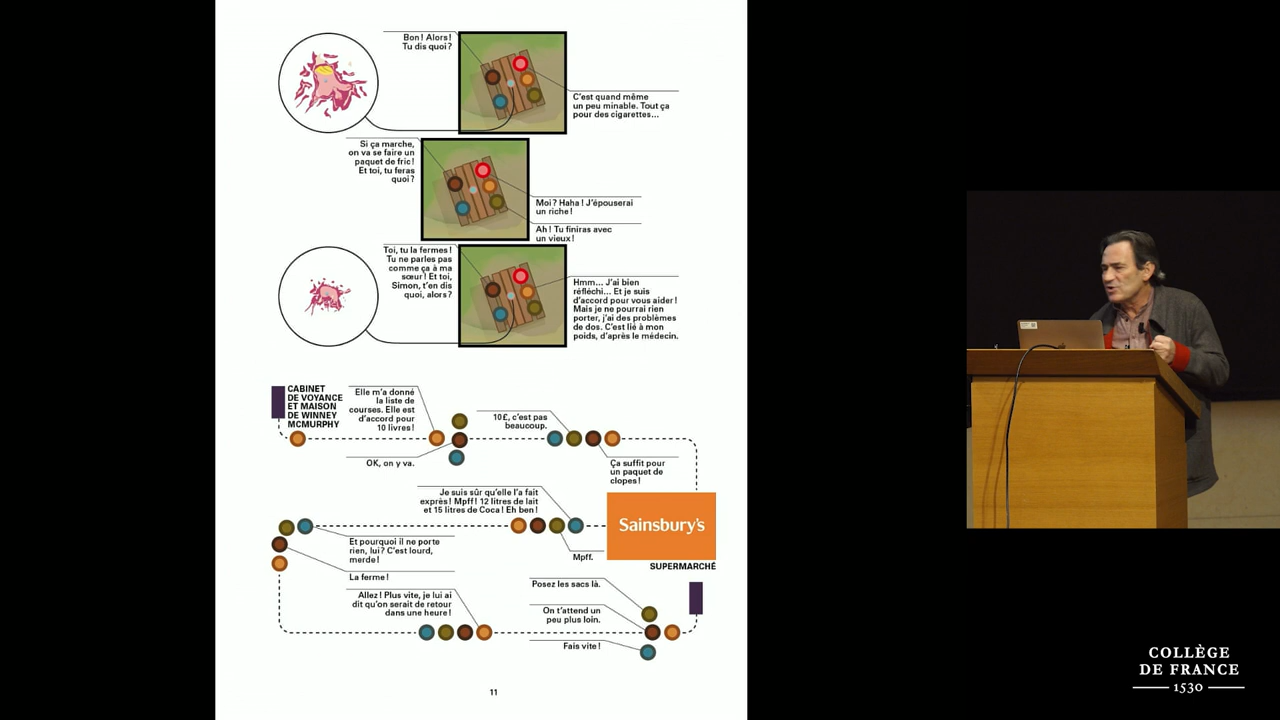 Bon ! Alors !
Tu dis quoi ?
C'est quand même
un peu minable. Tout ça
pour des cigarettes...
Si ça marche,
on va se faire un
paquet de fric !
Et toi, tu feras
quoi ?
Moi ? Haha ! J'épouserai
un riche !
Ah ! Tu finiras avec
un vieux !
Toi, tu la fermes !
Tu ne parles pas
comme ça à ma
sœur ! Et toi,
Simon, t'en dis
quoi, alors ?
Hmm... J'ai bien
réfléchi... Et je suis
d'accord pour vous aider !
Mais je ne pourrai rien
porter, j'ai des problèmes
de dos. C'est lié à mon
poids, d'après le médecin.
CABINET
DE VOYANCE
ET MAISON
DE WINNEY
MCMURPHY
Elle m'a donné
la liste de
courses. Elle est
d'accord pour
10 livres !
OK, on y va.
10 £, c'est pas
beaucoup.
Ça suffit pour
un paquet de
clopes !
Je suis sûr qu'elle l'a fait
exprès ! Mpff ! 12 litres de lait
et 15 litres de Coca ! Eh ben !
Mpff.
Sainsbury's
SUPERMARCHÉ
Et pourquoi il ne porte
rien, lui ? C'est lourd,
merde !
La ferme !
Allez ! Plus vite, je lui ai
dit qu'on serait de retour
dans une heure !
Posez les sacs là.
On t'attend un
peu plus loin.
Fais vite !
11
COLLÈGE
DE FRANCE
1530